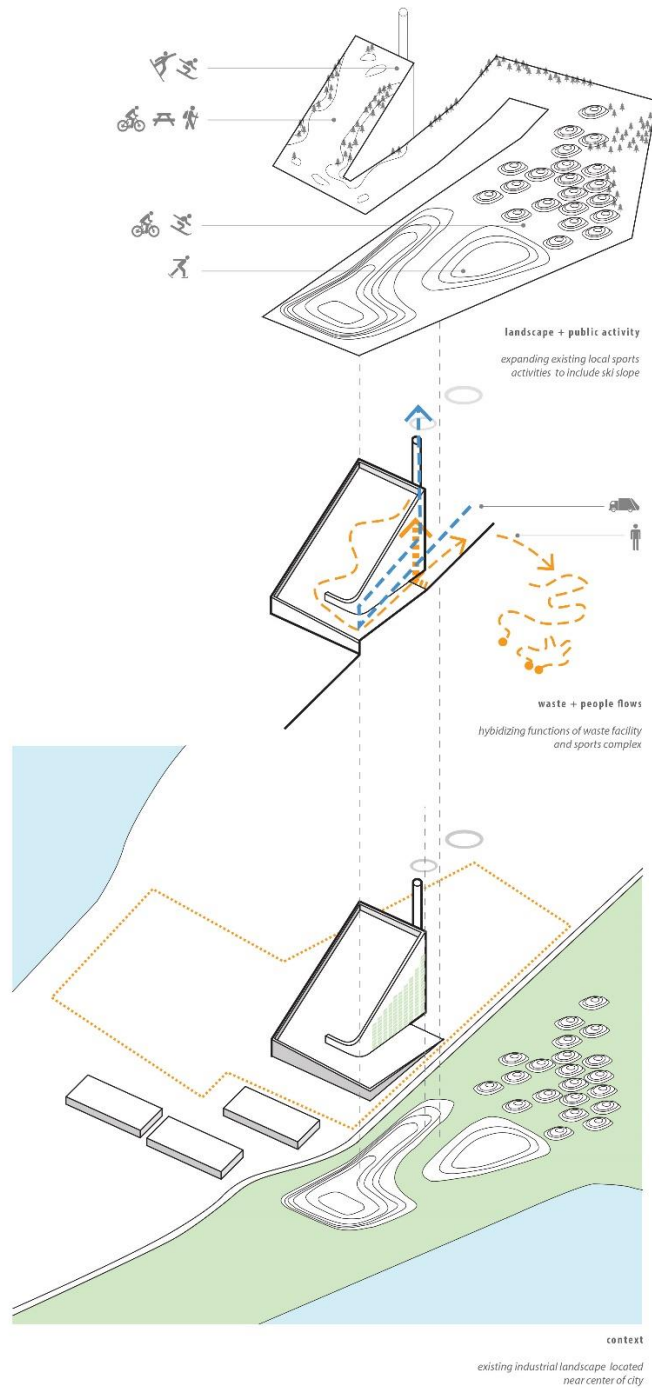 landscape + public activity
expanding existing local sports
activities to include ski slope
waste + people flows
hybidizing functions of waste facility
and sports complex
context
existing industrial landscape located
near center of city